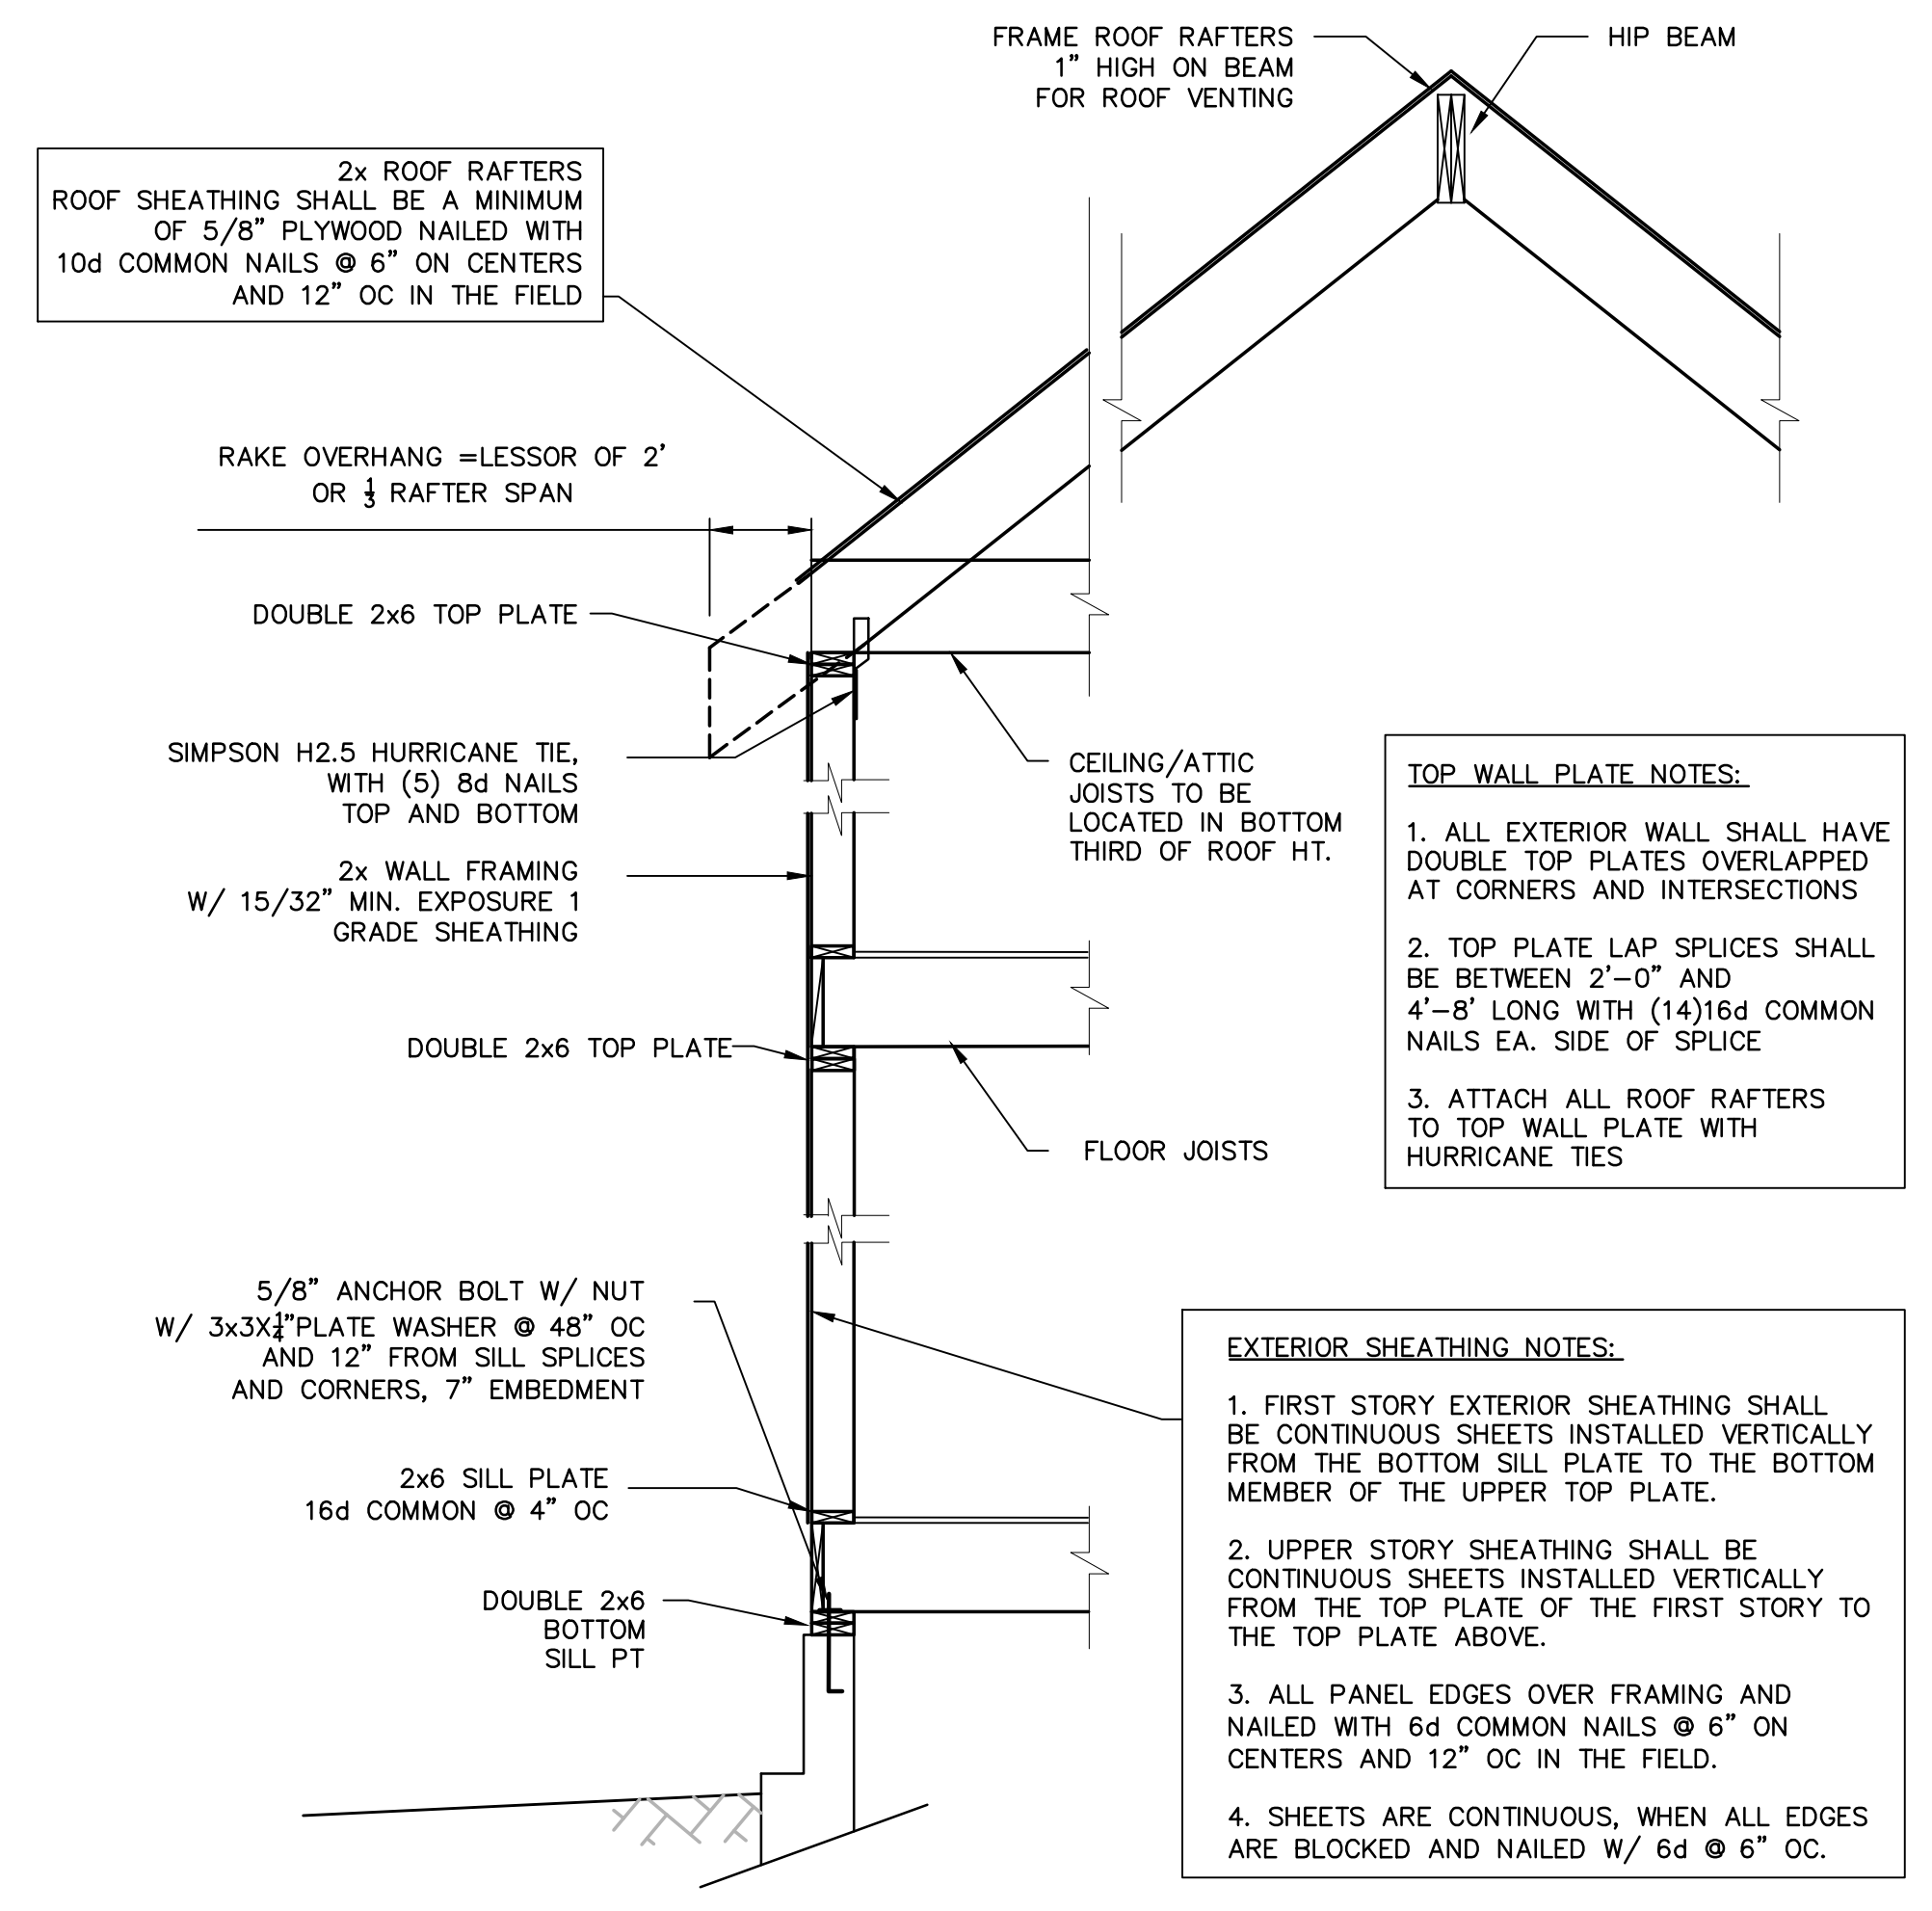 FRAME ROOF RAFTERS
1" HIGH ON BEAM
FOR ROOF VENTING
HIP BEAM
2x ROOF RAFTERS
ROOF SHEATHING SHALL BE A MINIMUM
OF 5/8" PLYWOOD NAILED WITH
10d COMMON NAILS @ 6" ON CENTERS
AND 12" OC IN THE FIELD
RAKE OVERHANG =LESSOR OF 2'
OR 1/3 RAFTER SPAN
DOUBLE 2x6 TOP PLATE
SIMPSON H2.5 HURRICANE TIE,
WITH (5) 8d NAILS
TOP AND BOTTOM
CEILING/ATTIC
JOISTS TO BE
LOCATED IN BOTTOM
THIRD OF ROOF HT.
2x WALL FRAMING
W/ 15/32" MIN. EXPOSURE 1
GRADE SHEATHING
TOP WALL PLATE NOTES:
1. ALL EXTERIOR WALL SHALL HAVE
DOUBLE TOP PLATES OVERLAPPED
AT CORNERS AND INTERSECTIONS
2. TOP PLATE LAP SPLICES SHALL
BE BETWEEN 2'-0" AND
4'-8' LONG WITH (14)16d COMMON
NAILS EA. SIDE OF SPLICE
3. ATTACH ALL ROOF RAFTERS
TO TOP WALL PLATE WITH
HURRICANE TIES
DOUBLE 2x6 TOP PLATE
FLOOR JOISTS
5/8" ANCHOR BOLT W/ NUT
W/ 3x3X1/4"PLATE WASHER @ 48" OC
AND 12" FROM SILL SPLICES
AND CORNERS, 7" EMBEDMENT
2x6 SILL PLATE
16d COMMON @ 4" OC
DOUBLE 2x6
BOTTOM
SILL PT
EXTERIOR SHEATHING NOTES:
1. FIRST STORY EXTERIOR SHEATHING SHALL
BE CONTINUOUS SHEETS INSTALLED VERTICALLY
FROM THE BOTTOM SILL PLATE TO THE BOTTOM
MEMBER OF THE UPPER TOP PLATE.
2. UPPER STORY SHEATHING SHALL BE
CONTINUOUS SHEETS INSTALLED VERTICALLY
FROM THE TOP PLATE OF THE FIRST STORY TO
THE TOP PLATE ABOVE.
3. ALL PANEL EDGES OVER FRAMING AND
NAILED WITH 6d COMMON NAILS @ 6" ON
CENTERS AND 12" OC IN THE FIELD.
4. SHEETS ARE CONTINUOUS, WHEN ALL EDGES
ARE BLOCKED AND NAILED W/ 6d @ 6" OC.